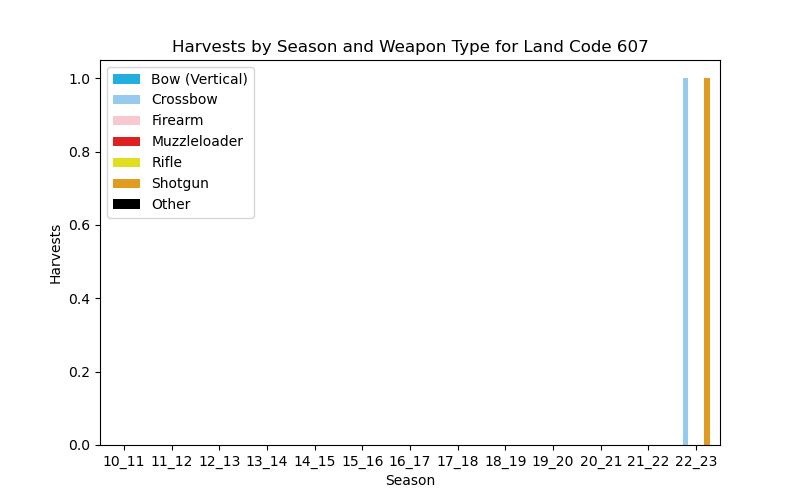 Harvests by Season and Weapon Type for Land Code 607
Bow (Vertical)
Crossbow
Firearm
Muzzleloader
Rifle
Shotgun
Other
Harvests
1.0
0.8
0.6
0.4
0.2
0.0
10_11 11_12 12_13 13_14 14_15 15_16 16_17 17_18 18_19 19_20 20_21 21_22 22_23
Season